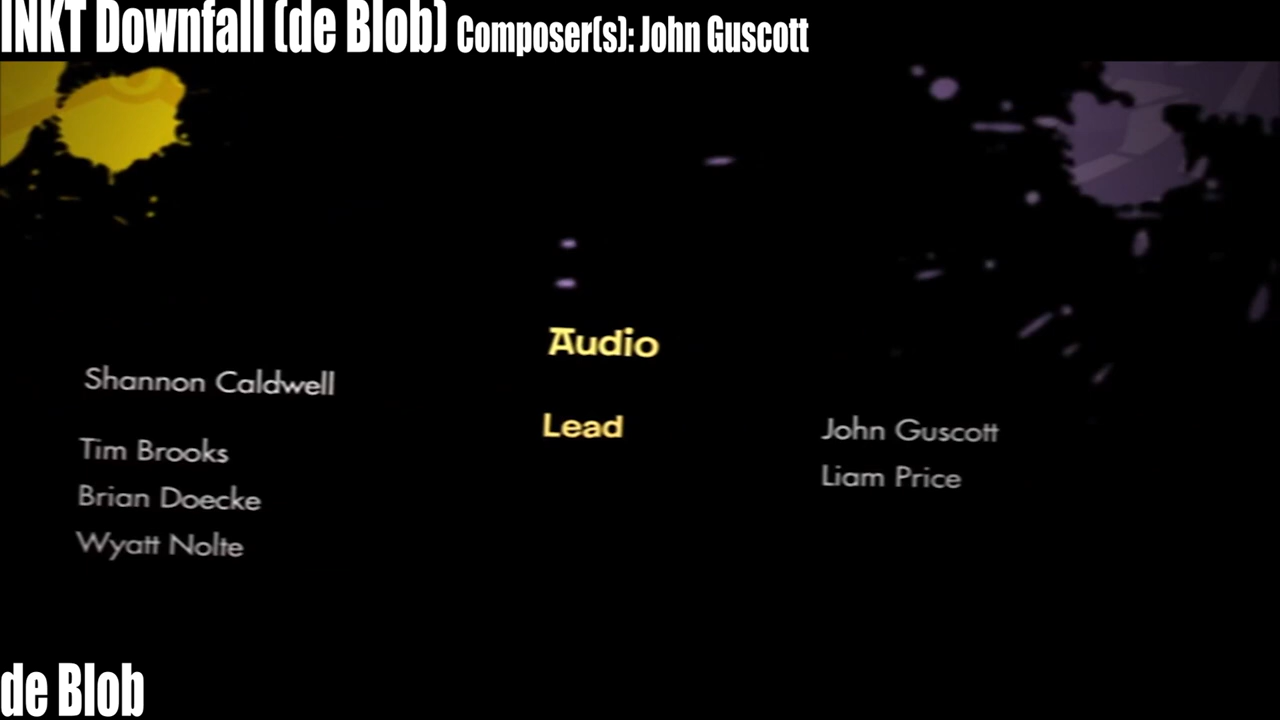 INKT Downfall (de Blob) Composer(s): John Guscott
Audio
Shannon Caldwell
Lead
John Guscott
Tim Brooks
Liam Price
Brian Doecke
Wyatt Nolte
de Blob